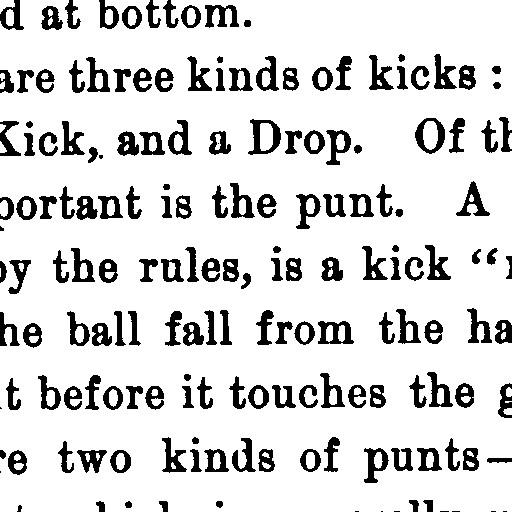 d at bottom.
are three kinds of kicks :
Kick, and a Drop. Of th
portant is the punt. A
by the rules, is a kick “
he ball fall from the ha
t before it touches the g
re two kinds of punts—